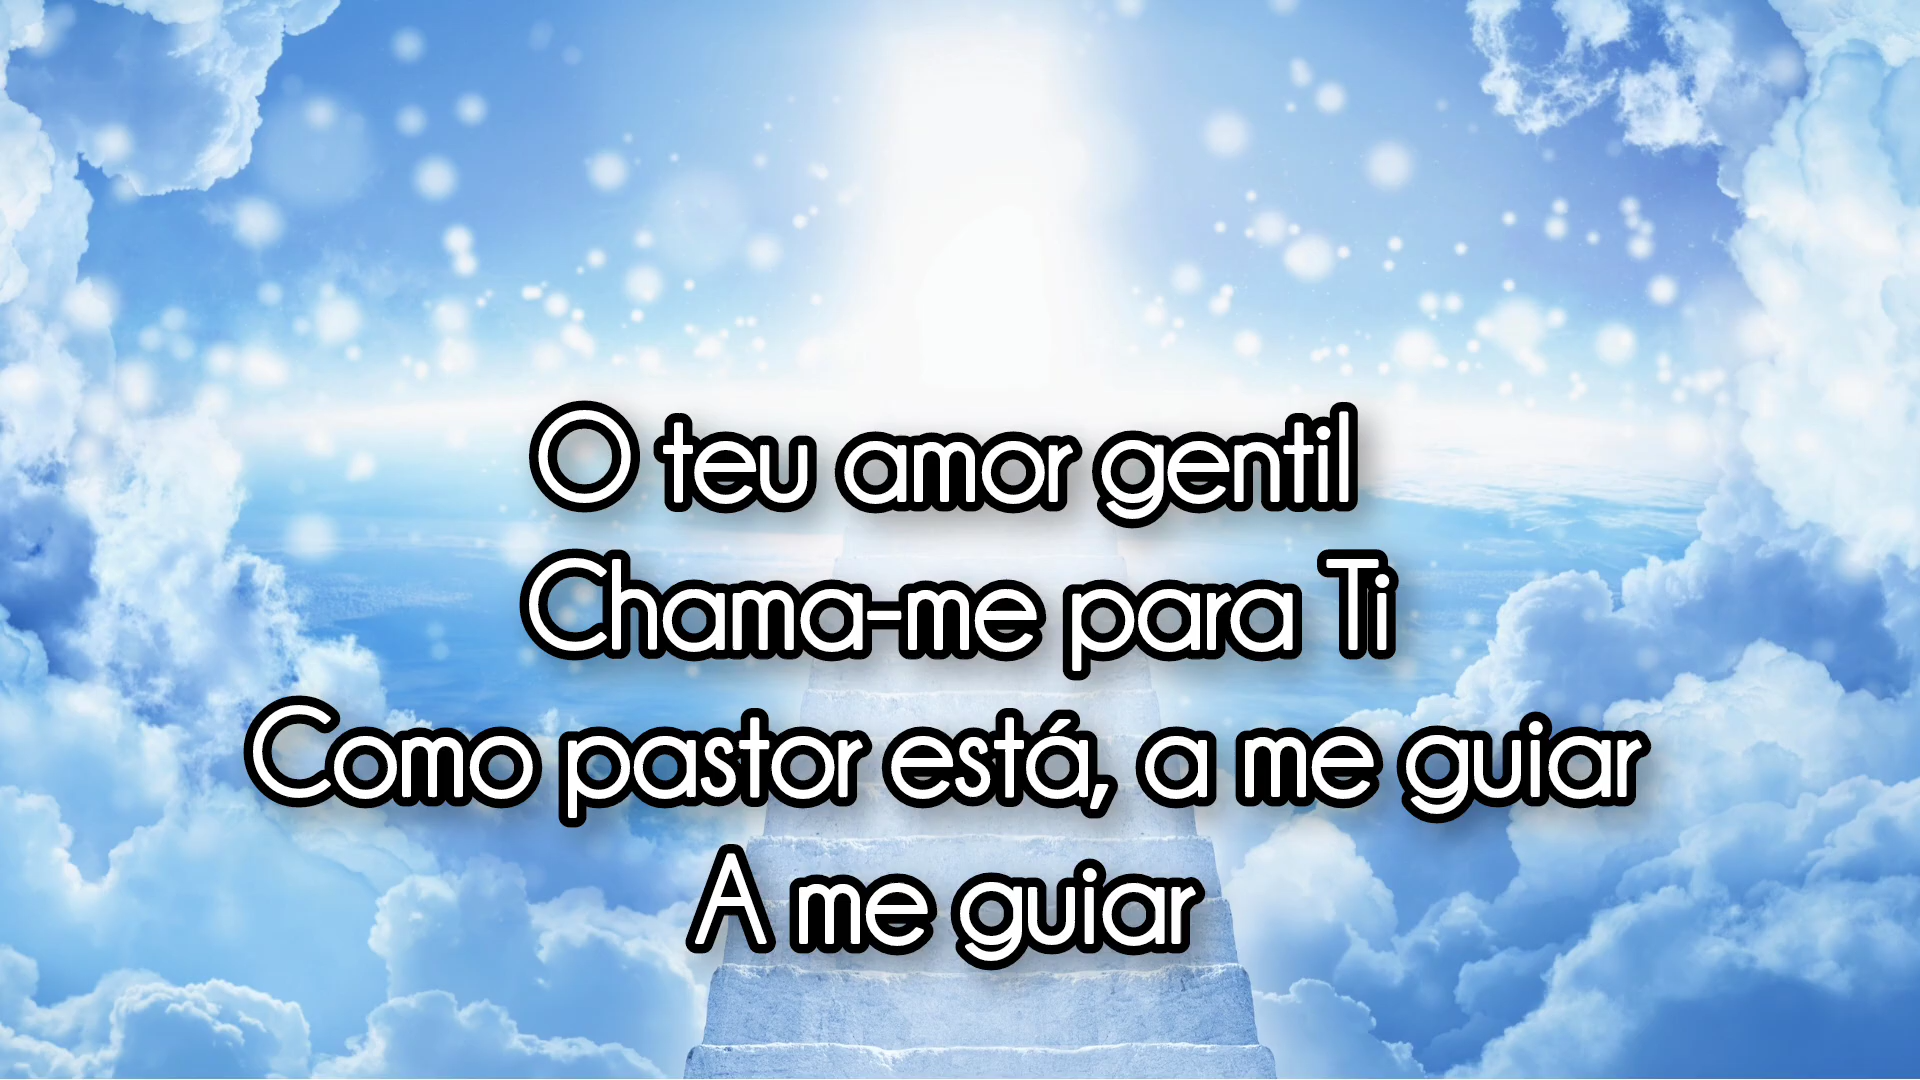 O teu amor gentil
Chama-me para Ti
Como pastor está, a me guiar
A me guiar